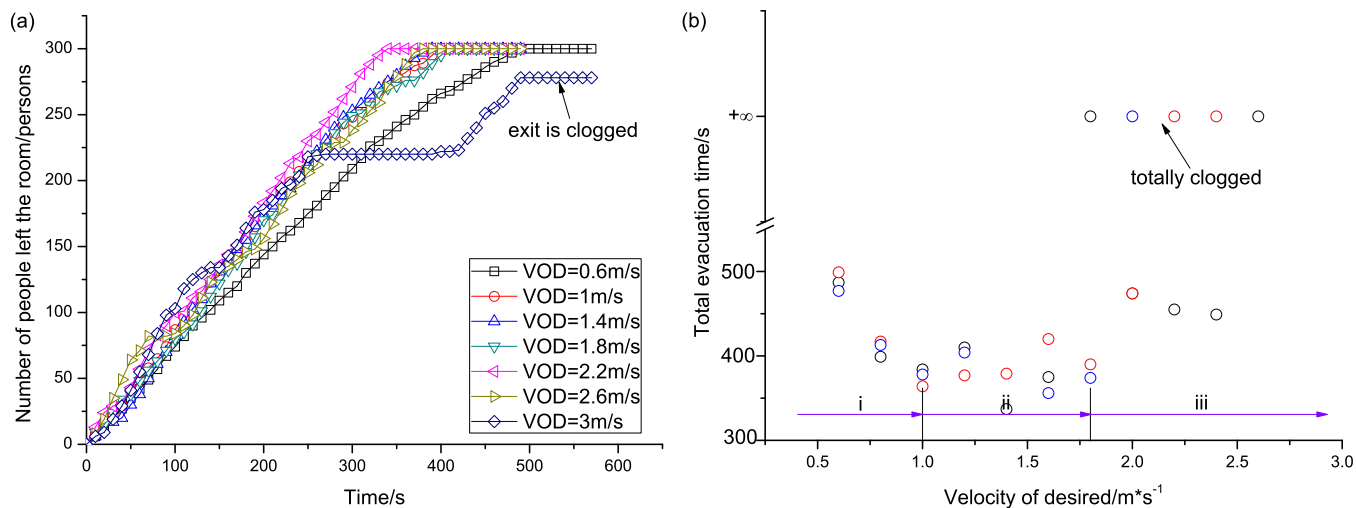 (a)
Number of people left the room/persons
300
250
200
150
100
50
0
0 100 200 300 400 500 600
Time/s
exit is clogged
VOD=0.6m/s
VOD=1m/s
VOD=1.4m/s
VOD=1.8m/s
VOD=2.2m/s
VOD=2.6m/s
VOD=3m/s
(b)
Total evacuation time/s
+∞
500
400
300
totally clogged
i ii iii
0.5 1.0 1.5 2.0 2.5 3.0
Velocity of desired/m*s⁻¹